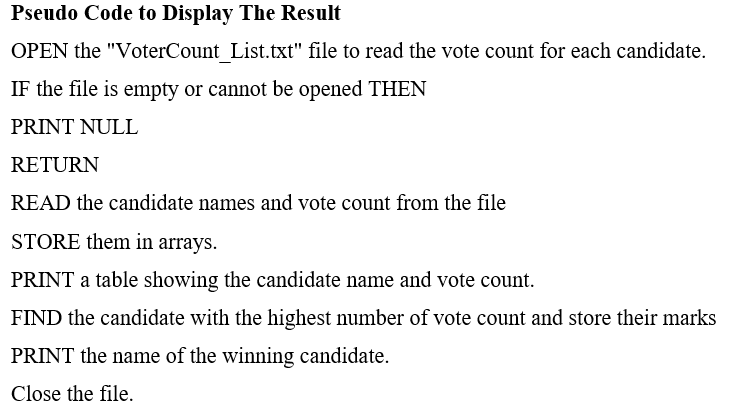 Pseudo Code to Display The Result
OPEN the "VoterCount_List.txt" file to read the vote count for each candidate.
IF the file is empty or cannot be opened THEN
PRINT NULL
RETURN
READ the candidate names and vote count from the file
STORE them in arrays.
PRINT a table showing the candidate name and vote count.
FIND the candidate with the highest number of vote count and store their marks
PRINT the name of the winning candidate.
Close the file.